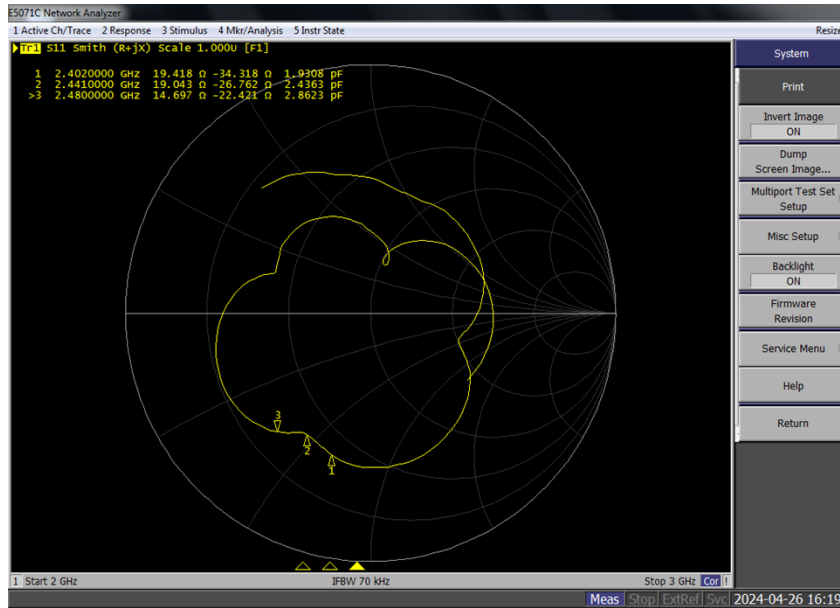 E5071C Network Analyzer
1 Active Ch/Trace 2 Response 3 Stimulus 4 Mkr/Analysis 5 Instr State
Resize
Tr1 S11 Smith (R+jX) Scale 1.000U [F1]
1 2.4020000 GHz 19.418 Ω -34.318 Ω 1.9308 pF
2 2.4410000 GHz 19.043 Ω -26.762 Ω 2.4363 pF
>3 2.4800000 GHz 14.697 Ω -22.421 Ω 2.8623 pF
3
2
1
System
Print
Invert Image
ON
Dump
Screen Image...
Multiport Test Set
Setup
Misc Setup
Backlight
ON
Firmware
Revision
Service Menu
Help
Return
1 Start 2 GHz
IFBW 70 kHz
Stop 3 GHz Cor !
Meas Stop ExtRef Svc 2024-04-26 16:19